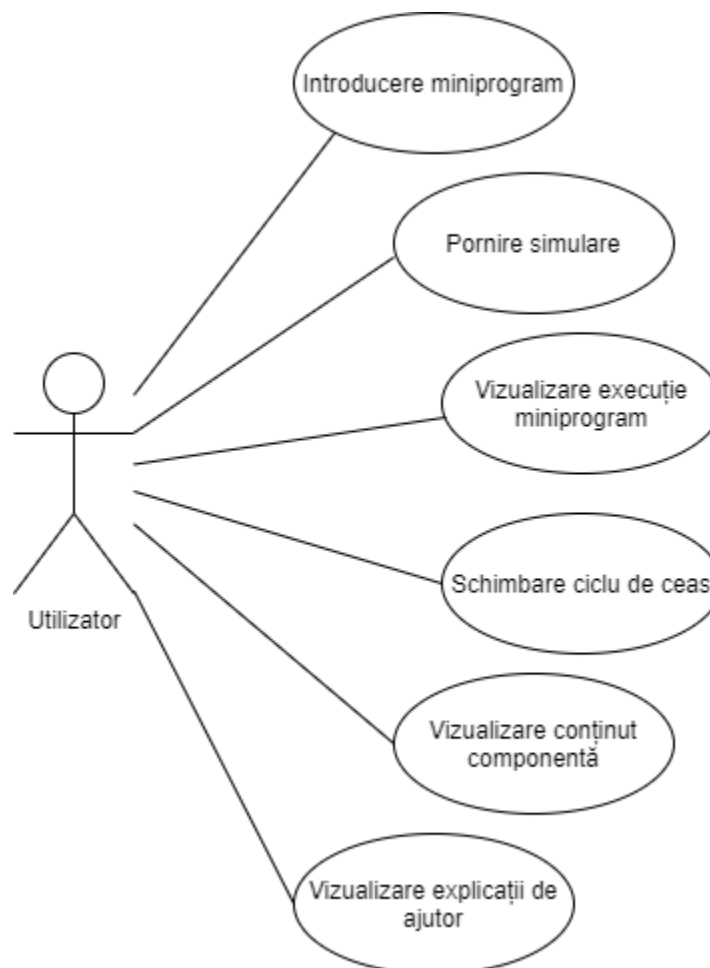 Introducere miniprogram
Pornire simulare
Vizualizare execuție
miniprogram
Schimbare ciclu de ceas
Utilizator
Vizualizare conținut
componentă
Vizualizare explicații de
ajutor